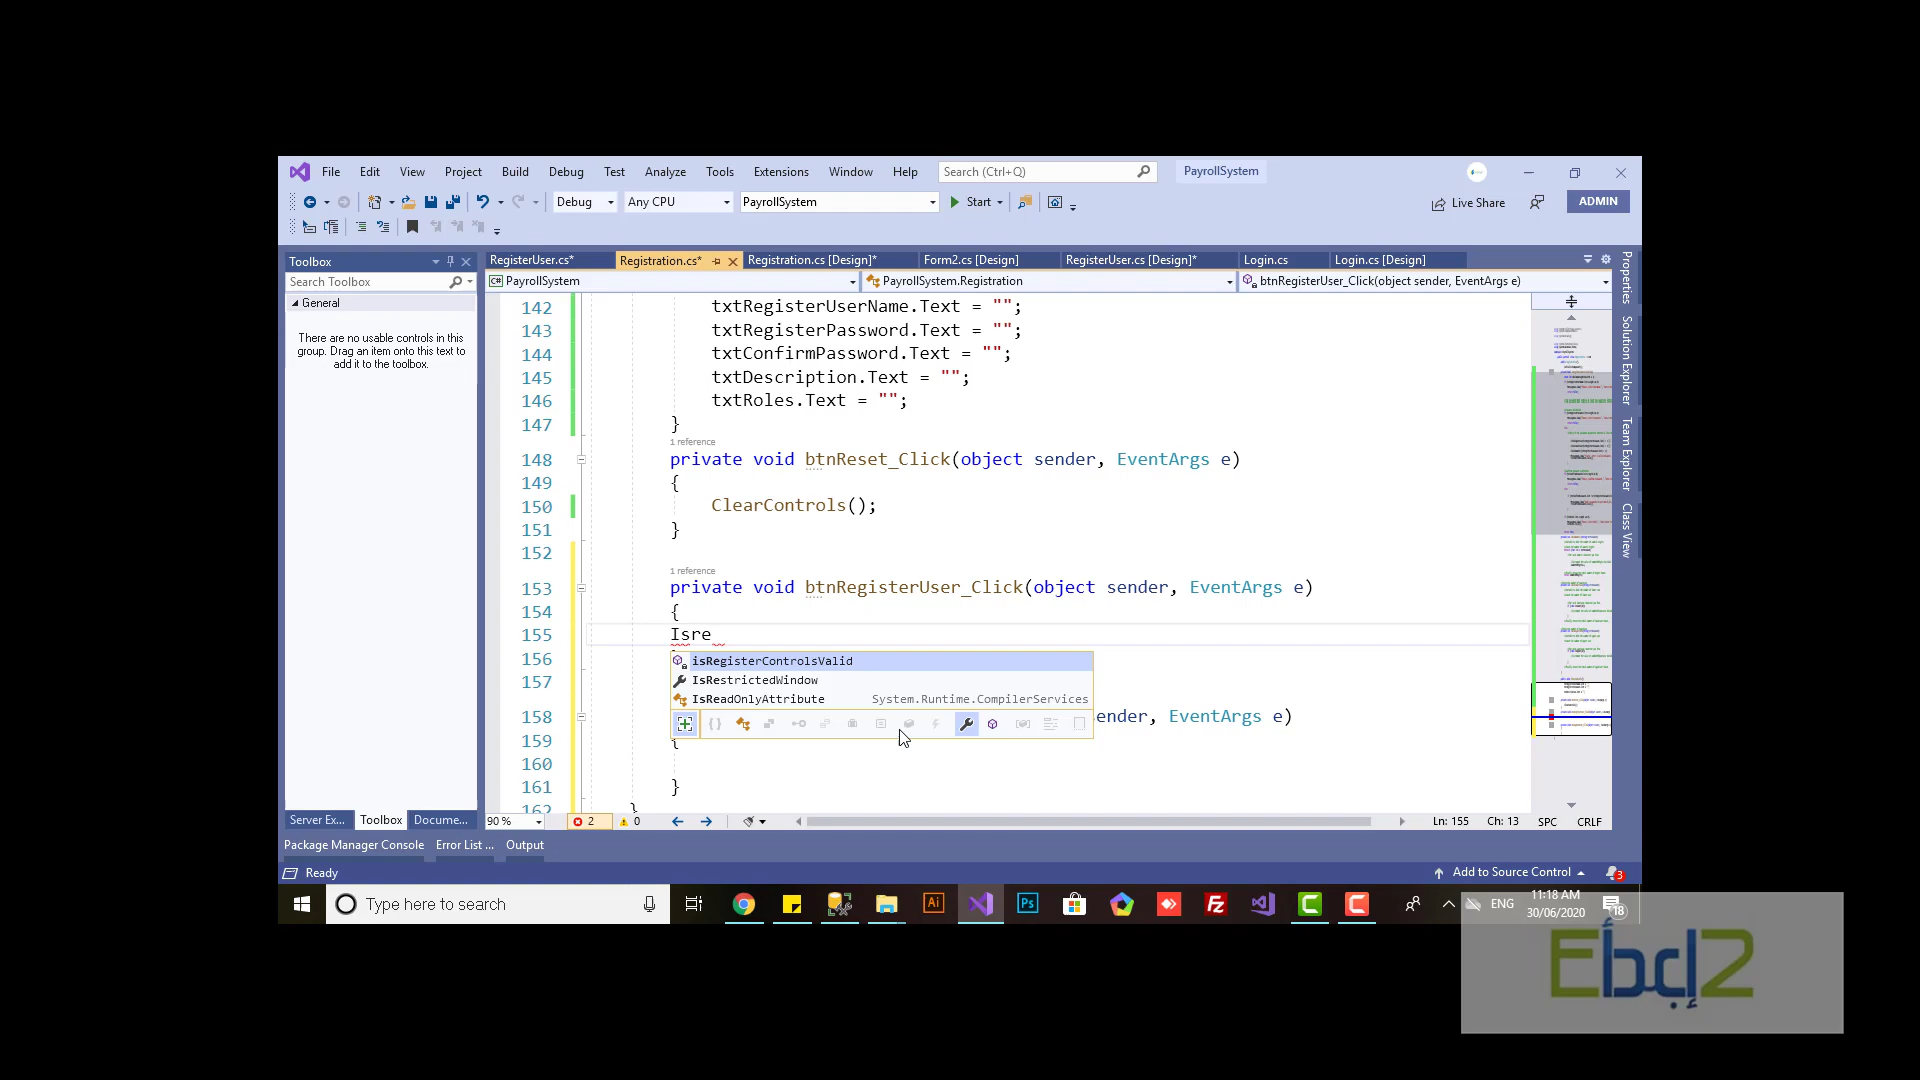 File Edit View Project Build Debug Test Analyze Tools Extensions Window Help Search (Ctrl+Q) PayrollSystem
Debug Any CPU PayrollSystem Start Live Share ADMIN
Toolbox
Search Toolbox
General
There are no usable controls in this
group. Drag an item onto this text to
add it to the toolbox.
Server Ex... Toolbox Docume...
RegisterUser.cs* Registration.cs* Registration.cs [Design]* Form2.cs [Design] RegisterUser.cs [Design]* Login.cs Login.cs [Design]
C# PayrollSystem PayrollSystem.Registration btnRegisterUser_Click(object sender, EventArgs e)
142 txtRegisterUserName.Text = "";
143 txtRegisterPassword.Text = "";
144 txtConfirmPassword.Text = "";
145 txtDescription.Text = "";
146 txtRoles.Text = "";
147 }
1 reference
148 private void btnReset_Click(object sender, EventArgs e)
149 {
150 ClearControls();
151 }
152
1 reference
153 private void btnRegisterUser_Click(object sender, EventArgs e)
154 {
155 Isre
156
isRegisterControlsValid
157
IsRestrictedWindow
IsReadOnlyAttribute System.Runtime.CompilerServices
158 ender, EventArgs e)
159 {
160
161 }
162 }
90 % 2 0 Ln: 155 Ch: 13 SPC CRLF
Properties
Solution Explorer
Team Explorer
Class View
Package Manager Console Error List ... Output
Ready Add to Source Control 3
Type here to search Ai Ps ENG 11:18 AM
30/06/2020 18
Eإبدأ2